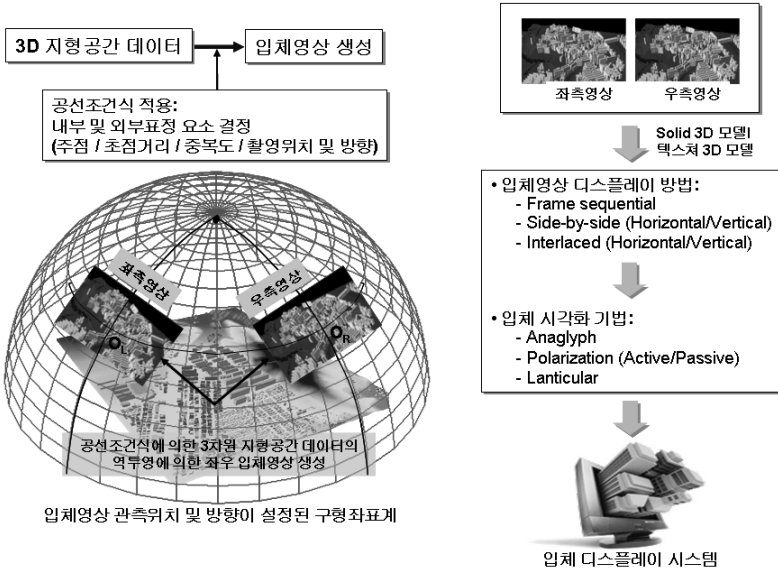 3D 지형공간 데이터
입체영상 생성
공선조건식 적용:
내부 및 외부표정 요소 결정
(주점 / 초점거리 / 중복도 / 촬영위치 및 방향)
좌측영상
우측영상
O_L
O_R
공선조건식에 의한 3차원 지형공간 데이터의
역투영에 의한 좌우 입체영상 생성
입체영상 관측위치 및 방향이 설정된 구형좌표계
좌측영상
우측영상
Solid 3D 모델I
텍스쳐 3D 모델
• 입체영상 디스플레이 방법:
- Frame sequential
- Side-by-side (Horizontal/Vertical)
- Interlaced (Horizontal/Vertical)
• 입체 시각화 기법:
- Anaglyph
- Polarization (Active/Passive)
- Lanticular
입체 디스플레이 시스템